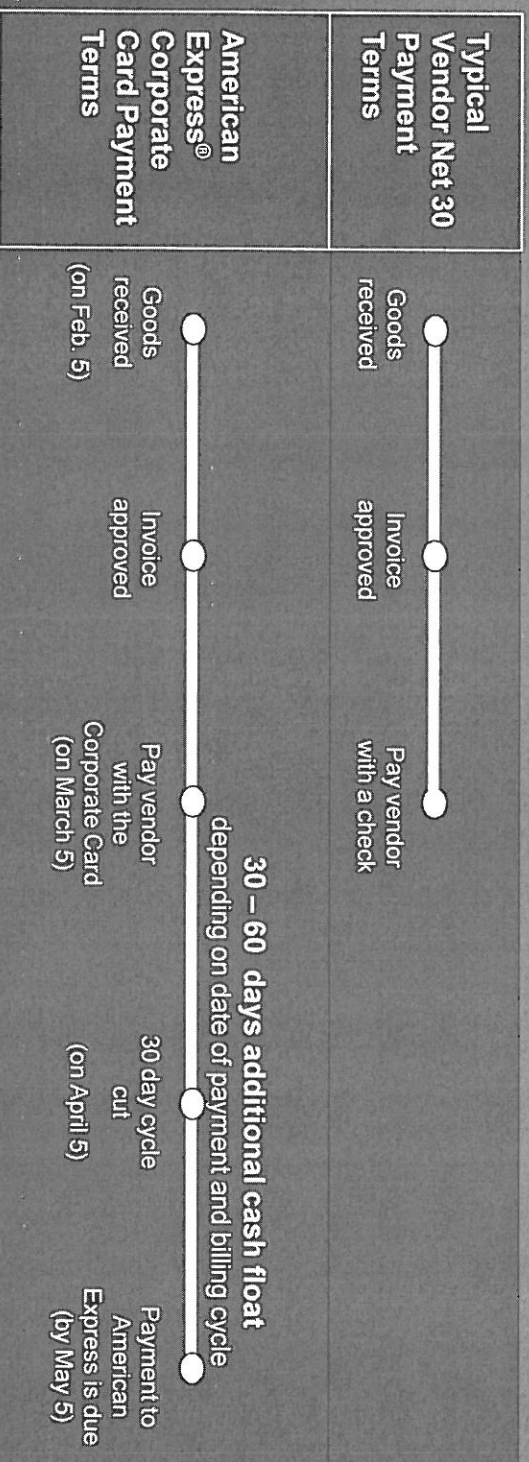 Typical
Vendor Net 30
Payment
Terms
Goods
received
Invoice
approved
Pay vendor
with a check
American
Express®
Corporate
Card Payment
Terms
30 – 60 days additional cash float
depending on date of payment and billing cycle
Goods
received
(on Feb. 5)
Invoice
approved
Pay vendor
with the
Corporate Card
(on March 5)
30 day cycle
cut
(on April 5)
Payment to
American
Express is due
(by May 5)